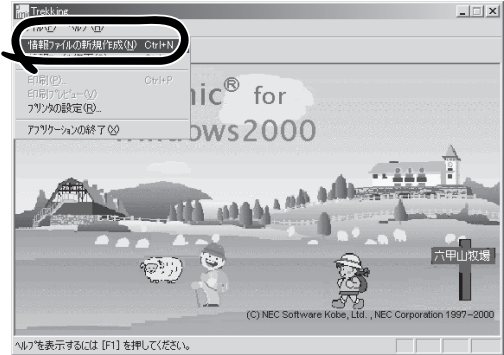 Trekking
情報ファイルの新規作成(N) Ctrl+N
印刷(P)... Ctrl+P
印刷プレビュー(V)
プリンタの設定(R)...
アプリケーションの終了(X)
ic® for
ows2000
六甲山牧場
(C) NEC Software Kobe, Ltd. , NEC Corporation 1997-2000
ヘルプを表示するには [F1] を押してください。